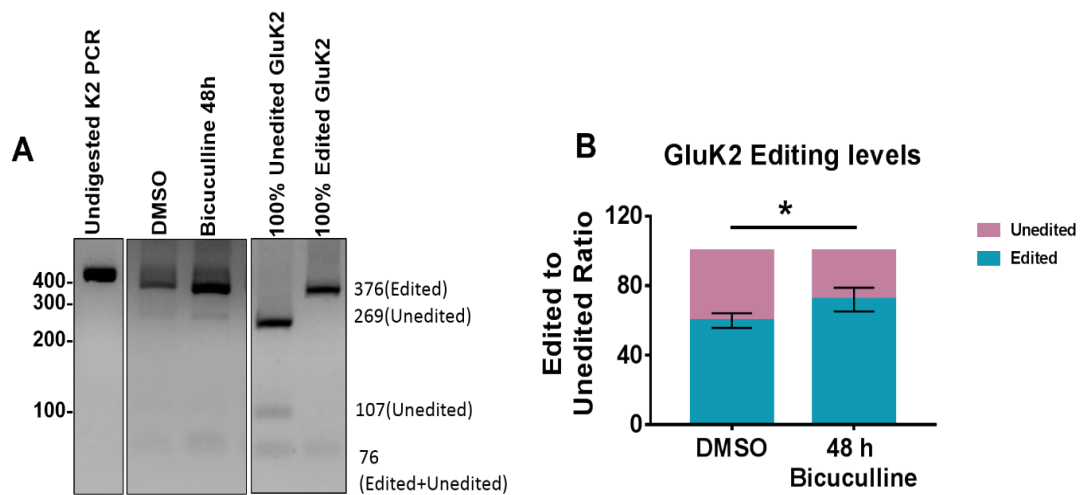 A
Undigested K2 PCR
DMSO
Bicuculline 48h
100% Unedited GluK2
100% Edited GluK2
400-
300-
200-
100-
376(Edited)
269(Unedited)
107(Unedited)
76
(Edited+Unedited)
B
GluK2 Editing levels
Edited to
Unedited Ratio
120
80
40
0
*
DMSO
48 h
Bicuculline
Unedited
Edited